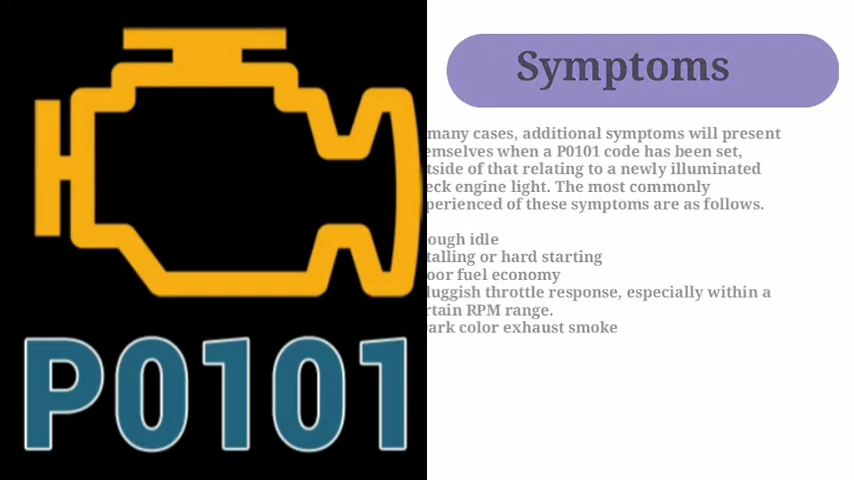 P0101
Symptoms
many cases, additional symptoms will present
emselves when a P0101 code has been set,
tside of that relating to a newly illuminated
eck engine light. The most commonly
perienced of these symptoms are as follows.
ough idle
talling or hard starting
oor fuel economy
luggish throttle response, especially within a
rtain RPM range.
ark color exhaust smoke